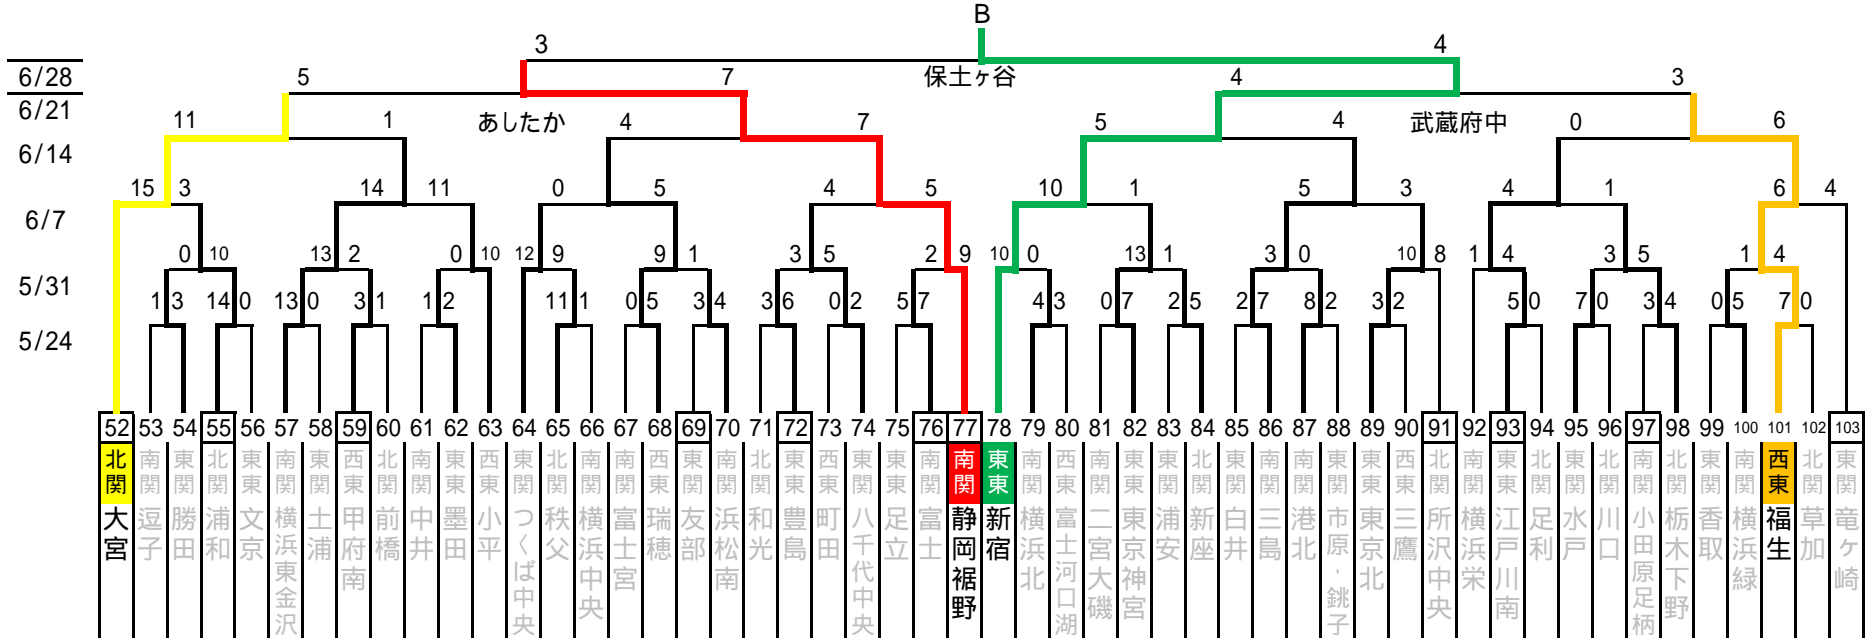 B
3 4
6/28 5 7 保土ヶ谷 4 3
6/21 11 1 あしたか 4 7 5 4 武蔵府中 0 6
6/14
15 3 14 11 0 5 4 5 10 1 5 3 4 1 6 4
6/7
0 10 13 2 0 10 12 9 9 1 3 5 2 9 10 0 13 1 3 0 10 8 1 4 3 5 1 4
5/31
1 3 14 0 13 0 3 1 1 2 11 1 0 5 3 4 3 6 0 2 5 7 4 3 0 7 2 5 2 7 8 2 3 2 5 0 7 0 3 4 0 5 7 0
5/24
52 53 54 55 56 57 58 59 60 61 62 63 64 65 66 67 68 69 70 71 72 73 74 75 76 77 78 79 80 81 82 83 84 85 86 87 88 89 90 91 92 93 94 95 96 97 98 99 100 101 102 103
北関 南関 東関 北関 東東 南関 東関 西東 北関 南関 東東 西東 東関 北関 南関 南関 西東 東関 南関 北関 東東 西東 東関 東東 南関 南関 東東 南関 西東 南関 東東 東関 北関 東関 南関 南関 東関 東東 西東 北関 南関 東東 北関 東関 北関 南関 北関 東関 南関 西東 北関 東関
大宮 逗子 勝田 浦和 文京 横浜東金沢 土浦 甲府南 前橋 中井 墨田 小平 つくば中央 秩父 横浜中央 富士宮 瑞穂 友部 浜松南 和光 豊島 町田 八千代中央 足立 富士 静岡裾野 新宿 横浜北 富士河口湖 二宮大磯 東京神宮 浦安 新座 白井 三島 港北 市原・銚子 東京北 三鷹 所沢中央 横浜栄 江戸川南 足利 水戸 川口 小田原足柄 栃木下野 香取 横浜緑 福生 草加 竜ヶ崎